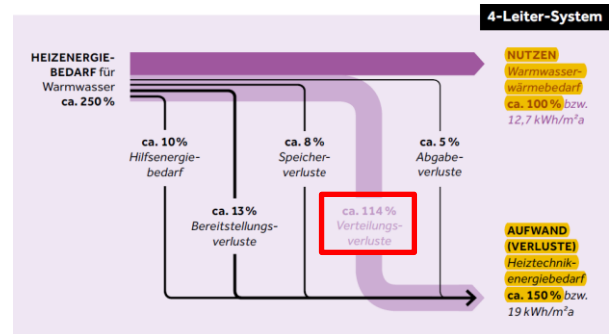 4-Leiter-System
HEIZENERGIE-
BEDARF für
Warmwasser
ca. 250 %
NUTZEN
Warmwasser-
wärmebedarf
ca. 100 % bzw.
12,7 kWh/m²a
ca. 10 %
Hilfsenergie-
bedarf
ca. 8 %
Speicher-
verluste
ca. 5 %
Abgabe-
verluste
ca. 13 %
Bereitstellungs-
verluste
ca. 114 %
Verteilungs-
verluste
AUFWAND
(VERLUSTE)
Heiztechnik-
energiebedarf
ca. 150 % bzw.
19 kWh/m²a